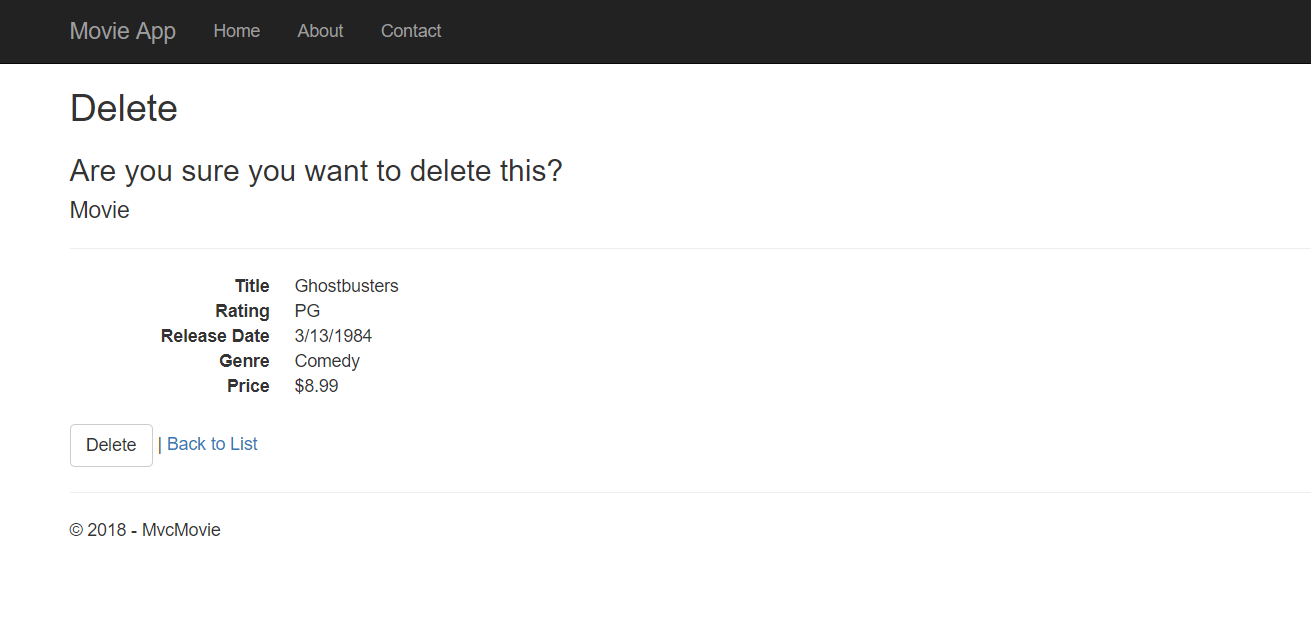 Movie App Home About Contact
Delete
Are you sure you want to delete this?
Movie
Title Ghostbusters
Rating PG
Release Date 3/13/1984
Genre Comedy
Price $8.99
Delete | Back to List
© 2018 - MvcMovie